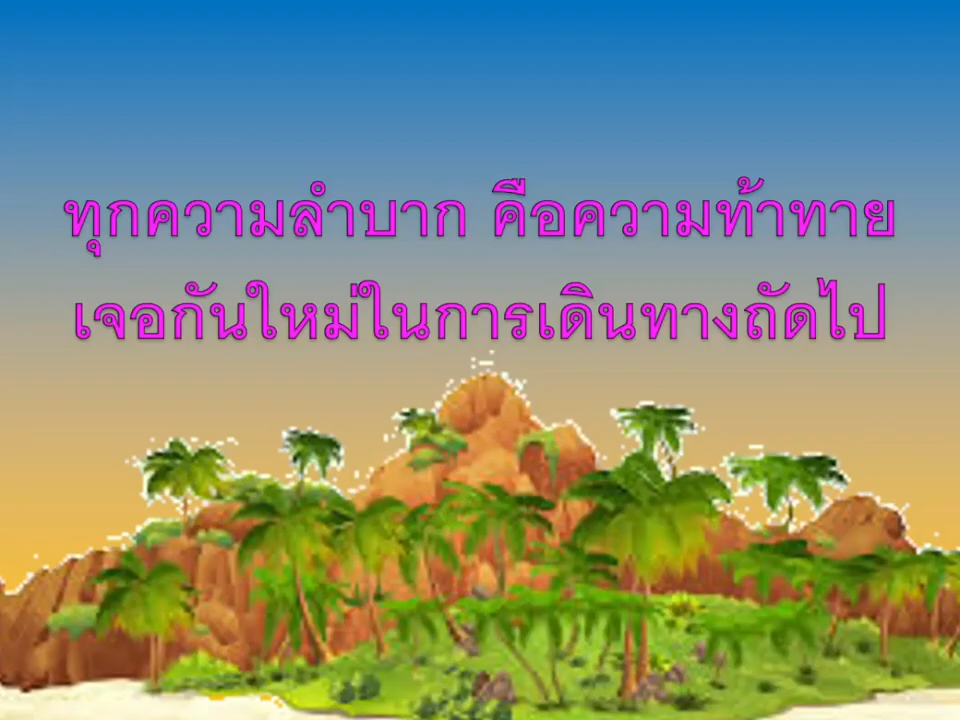 ทุกความลำบาก คือความท้าทาย
เจอกันใหม่ในการเดินทางถัดไป